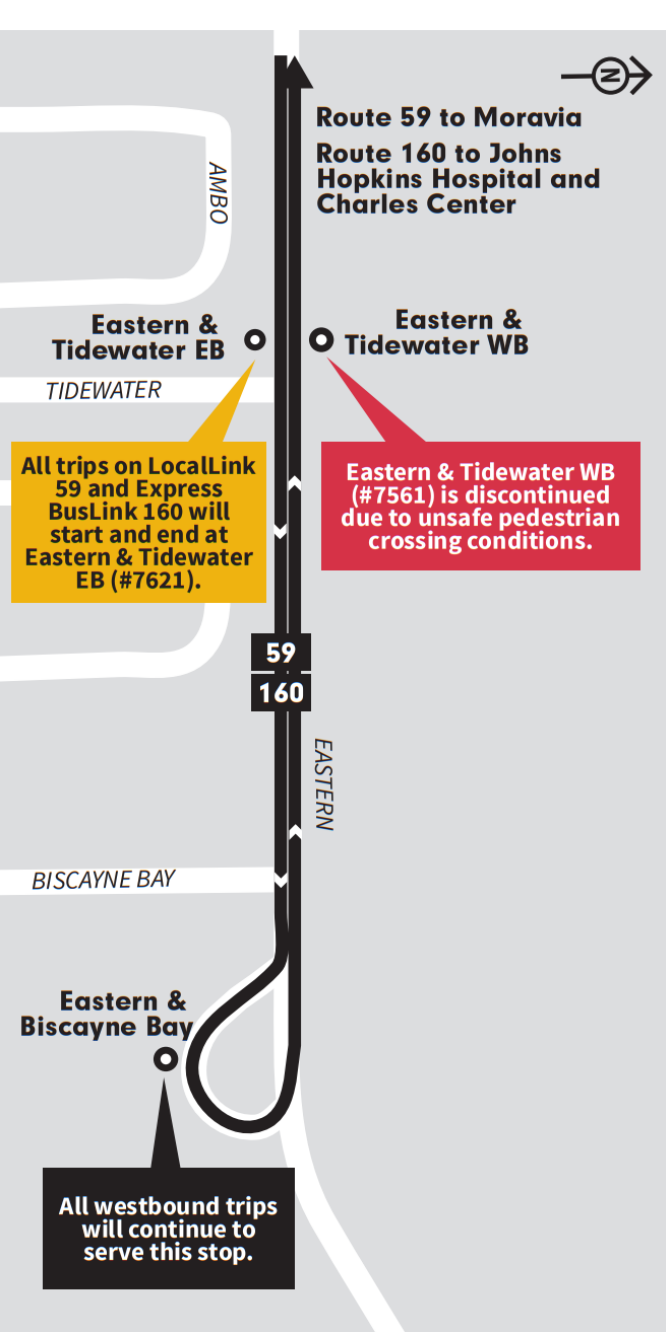 N
Route 59 to Moravia
Route 160 to Johns
Hopkins Hospital and
Charles Center
AMBO
Eastern &
Tidewater EB
Eastern &
Tidewater WB
TIDEWATER
All trips on LocalLink
59 and Express
BusLink 160 will
start and end at
Eastern & Tidewater
EB (#7621).
Eastern & Tidewater WB
(#7561) is discontinued
due to unsafe pedestrian
crossing conditions.
59
160
EASTERN
BISCAYNE BAY
Eastern &
Biscayne Bay
All westbound trips
will continue to
serve this stop.